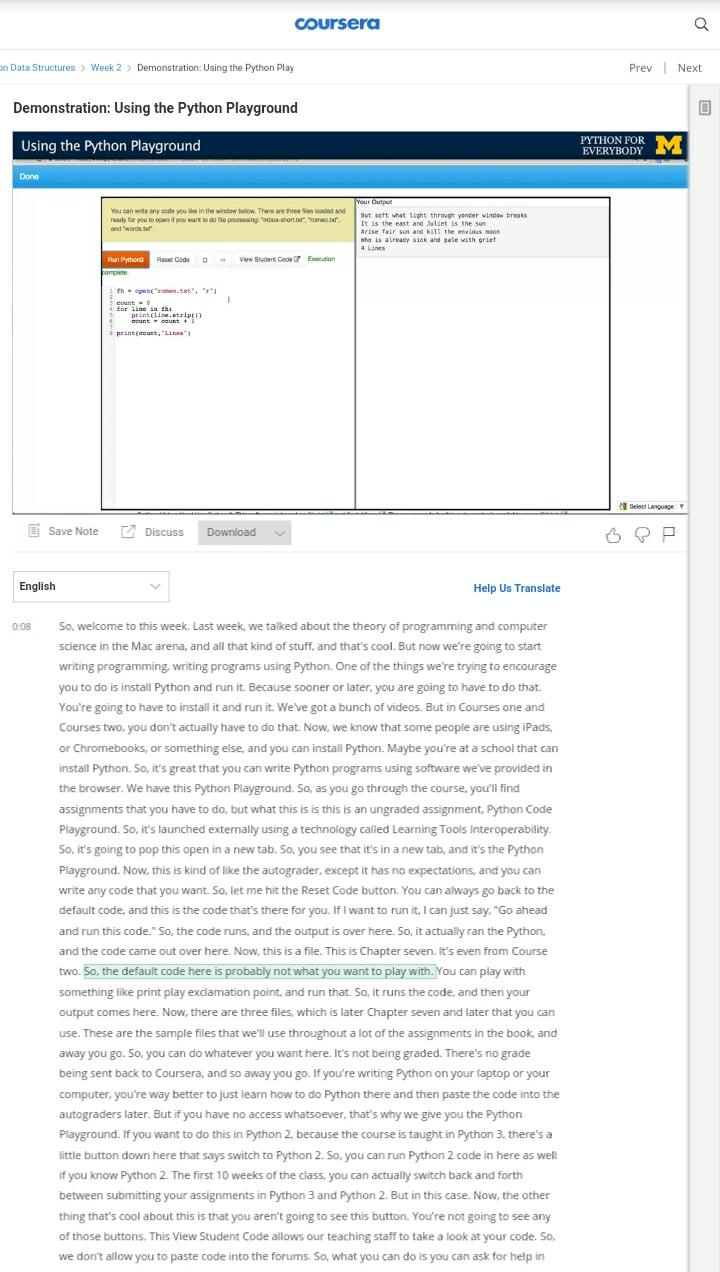 coursera
on Data Structures > Week 2 > Demonstration: Using the Python Play
Prev | Next
Demonstration: Using the Python Playground
Using the Python Playground
PYTHON FOR
EVERYBODY
Done
You can write any code you like in the window below. There are three files loaded and
ready for you to open if you want to do file processing: "mbox-short.txt", "romeo.txt",
and "words.txt".
Run Python3 Reset Code View Student Code Execution
complete.
1 fh = open("romeo.txt", "r")
2
3 count = 0
4 for line in fh:
5 print(line.strip())
6 count = count + 1
7
8 print(count,"Lines")
Your Output
But soft what light through yonder window breaks
It is the east and Juliet is the sun
Arise fair sun and kill the envious moon
Who is already sick and pale with grief
4 Lines
Select Language ▼
Save Note Discuss Download
English
Help Us Translate
0:08 So, welcome to this week. Last week, we talked about the theory of programming and computer
science in the Mac arena, and all that kind of stuff, and that's cool. But now we're going to start
writing programming, writing programs using Python. One of the things we're trying to encourage
you to do is install Python and run it. Because sooner or later, you are going to have to do that.
You're going to have to install it and run it. We've got a bunch of videos. But in Courses one and
Courses two, you don't actually have to do that. Now, we know that some people are using iPads,
or Chromebooks, or something else, and you can install Python. Maybe you're at a school that can
install Python. So, it's great that you can write Python programs using software we've provided in
the browser. We have this Python Playground. So, as you go through the course, you'll find
assignments that you have to do, but what this is is this is an ungraded assignment, Python Code
Playground. So, it's launched externally using a technology called Learning Tools Interoperability.
So, it's going to pop this open in a new tab. So, you see that it's in a new tab, and it's the Python
Playground. Now, this is kind of like the autograder, except it has no expectations, and you can
write any code that you want. So, let me hit the Reset Code button. You can always go back to the
default code, and this is the code that's there for you. If I want to run it, I can just say, "Go ahead
and run this code." So, the code runs, and the output is over here. So, it actually ran the Python,
and the code came out over here. Now, this is a file. This is Chapter seven. It's even from Course
two. So, the default code here is probably not what you want to play with. You can play with
something like print play exclamation point, and run that. So, it runs the code, and then your
output comes here. Now, there are three files, which is later Chapter seven and later that you can
use. These are the sample files that we'll use throughout a lot of the assignments in the book, and
away you go. So, you can do whatever you want here. It's not being graded. There's no grade
being sent back to Coursera, and so away you go. If you're writing Python on your laptop or your
computer, you're way better to just learn how to do Python there and then paste the code into the
autograders later. But if you have no access whatsoever, that's why we give you the Python
Playground. If you want to do this in Python 2, because the course is taught in Python 3, there's a
little button down here that says switch to Python 2. So, you can run Python 2 code in here as well
if you know Python 2. The first 10 weeks of the class, you can actually switch back and forth
between submitting your assignments in Python 3 and Python 2. But in this case. Now, the other
thing that's cool about this is that you aren't going to see this button. You're not going to see any
of those buttons. This View Student Code allows our teaching staff to take a look at your code. So,
we don't allow you to paste code into the forums. So, what you can do is you can ask for help in